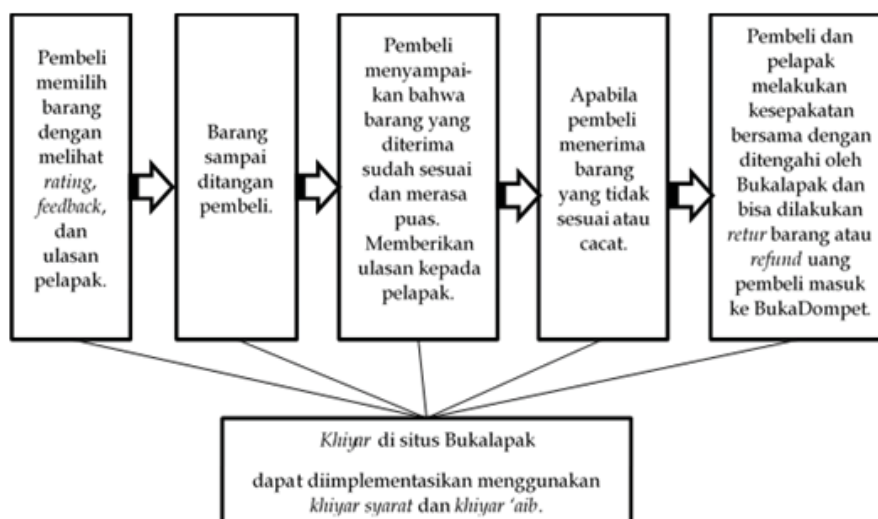 Pembeli
memilih
barang
dengan
melihat
rating,
feedback,
dan
ulasan
pelapak.
Barang
sampai
ditangan
pembeli.
Pembeli
menyampai-
kan bahwa
barang yang
diterima
sudah sesuai
dan merasa
puas.
Memberikan
ulasan kepada
pelapak.
Apabila
pembeli
menerima
barang
yang tidak
sesuai atau
cacat.
Pembeli dan
pelapak
melakukan
kesepakatan
bersama dengan
ditengahi oleh
Bukalapak dan
bisa dilakukan
retur barang atau
refund uang
pembeli masuk
ke BukaDompet.
Khiyar di situs Bukalapak
dapat diimplementasikan menggunakan
khiyar syarat dan khiyar ‘aib.